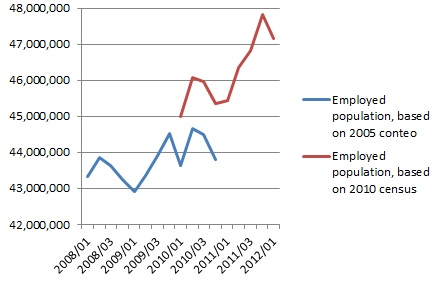 48,000,000
47,000,000
46,000,000
45,000,000
44,000,000
43,000,000
42,000,000
2008/01
2008/03
2009/01
2009/03
2010/01
2010/03
2011/01
2011/03
2012/01
Employed
population, based
on 2005 conteo
Employed
population, based
on 2010 census